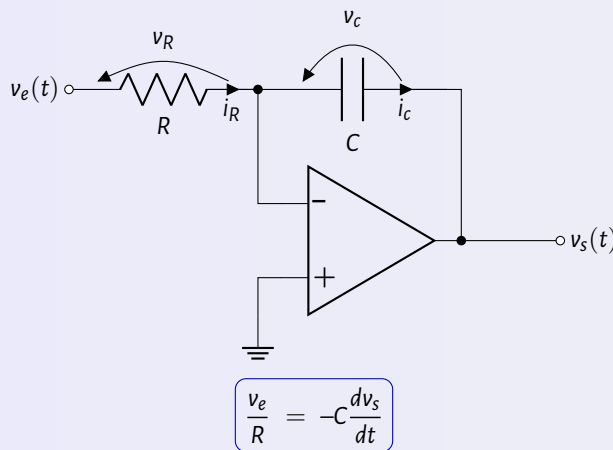 v_R
v_c
v_e(t)
R
i_R
C
i_c
-
+
v_s(t)
v_e/R = -C dv_s/dt